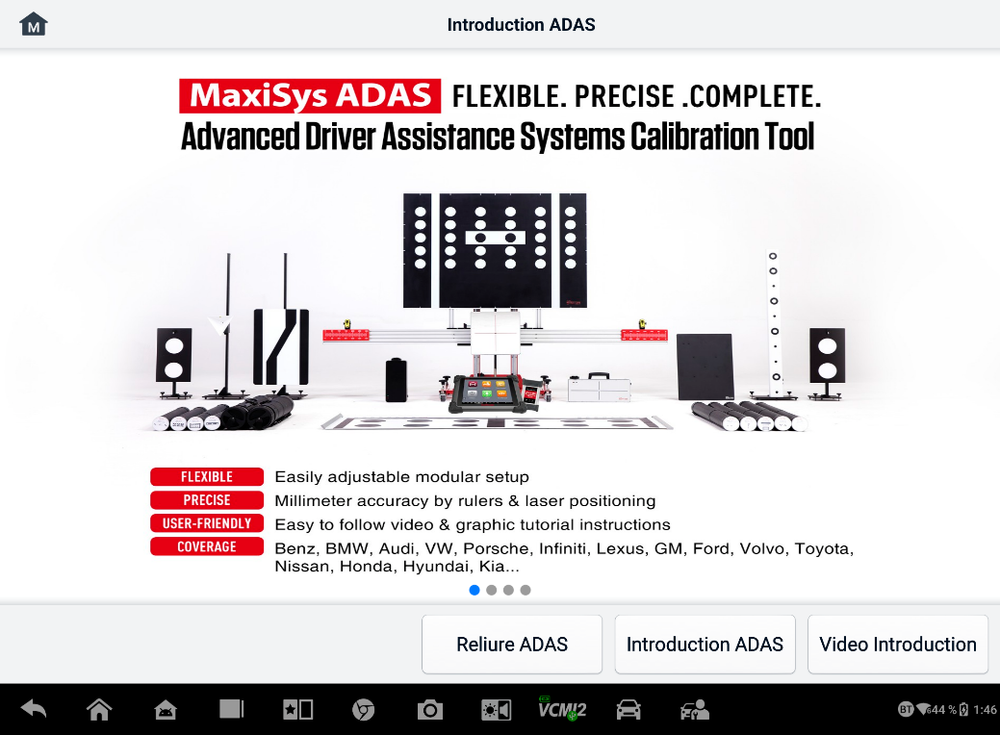 M
Introduction ADAS
MaxiSys ADAS FLEXIBLE. PRECISE .COMPLETE.
Advanced Driver Assistance Systems Calibration Tool
FLEXIBLE Easily adjustable modular setup
PRECISE Millimeter accuracy by rulers & laser positioning
USER-FRIENDLY Easy to follow video & graphic tutorial instructions
COVERAGE Benz, BMW, Audi, VW, Porsche, Infiniti, Lexus, GM, Ford, Volvo, Toyota,
Nissan, Honda, Hyundai, Kia...
Reliure ADAS Introduction ADAS Video Introduction
VCMI2 BT 44 % 1:46